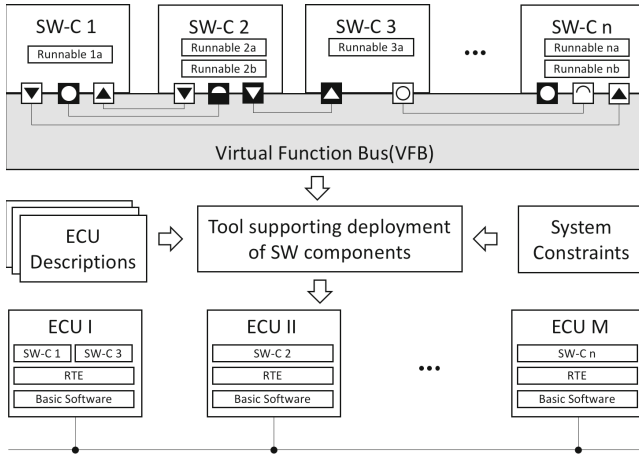 SW-C 1
SW-C 2
SW-C 3
SW-C n
Runnable 1a
Runnable 2a
Runnable 3a
Runnable na
Runnable 2b
Runnable nb
Virtual Function Bus(VFB)
ECU
Descriptions
Tool supporting deployment
of SW components
System
Constraints
ECU I
ECU II
ECU M
SW-C 1
SW-C 3
SW-C 2
SW-C n
RTE
RTE
RTE
Basic Software
Basic Software
Basic Software